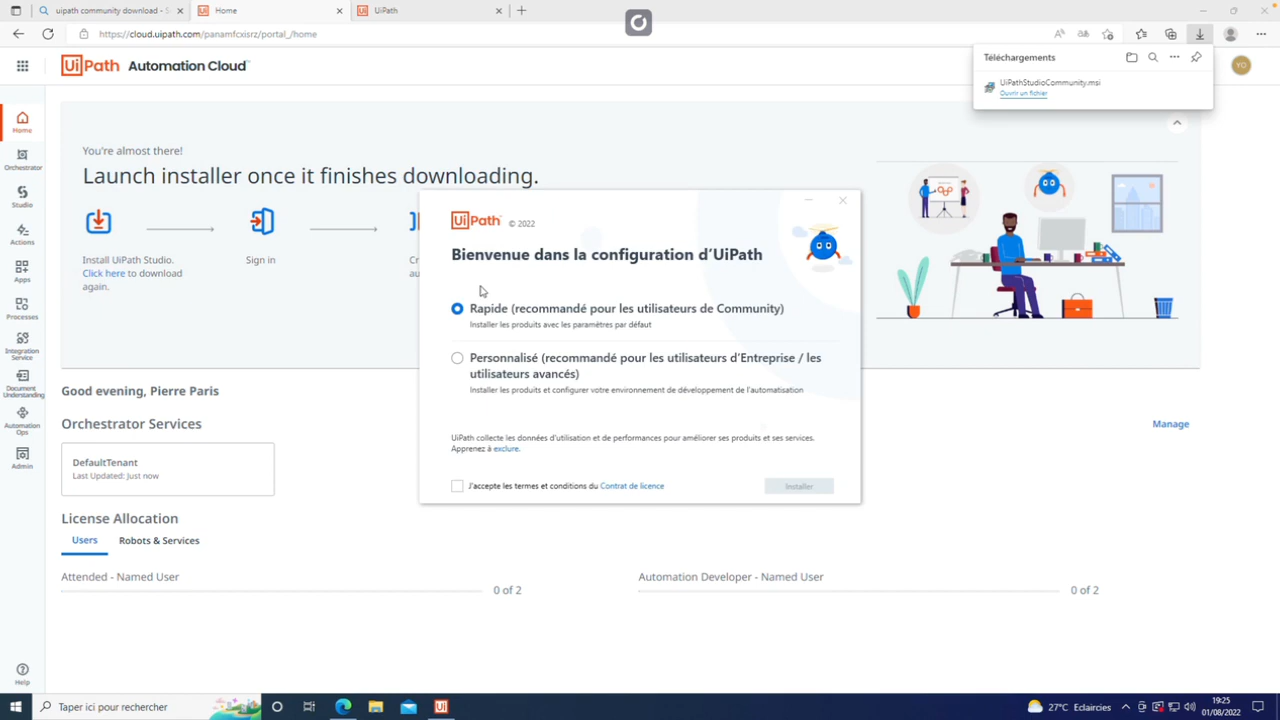 uipath community download - S
Home
UiPath
https://cloud.uipath.com/panamfcxisrz/portal_/home
UiPath Automation Cloud™
YO
Téléchargements
UiPathStudioCommunity.msi
Ouvrir un fichier
Home
Orchestrator
Studio
Actions
Apps
Processes
Integration
Service
Document
Understanding
Automation
Ops
Admin
Help
You're almost there!
Launch installer once it finishes downloading.
Install UiPath Studio.
Click here to download
again.
Sign in
Cr
au
UiPath © 2022
Bienvenue dans la configuration d'UiPath
Rapide (recommandé pour les utilisateurs de Community)
Installer les produits avec les paramètres par défaut
Personnalisé (recommandé pour les utilisateurs d'Entreprise / les
utilisateurs avancés)
Installer les produits et configurer votre environnement de développement de l'automatisation
UiPath collecte les données d'utilisation et de performances pour améliorer ses produits et ses services.
Apprenez à exclure.
J'accepte les termes et conditions du Contrat de licence
Installer
Good evening, Pierre Paris
Orchestrator Services
Manage
DefaultTenant
Last Updated: Just now
License Allocation
Users
Robots & Services
Attended - Named User
0 of 2
Automation Developer - Named User
0 of 2
Taper ici pour rechercher
27°C Eclaircies
19:25
01/08/2022